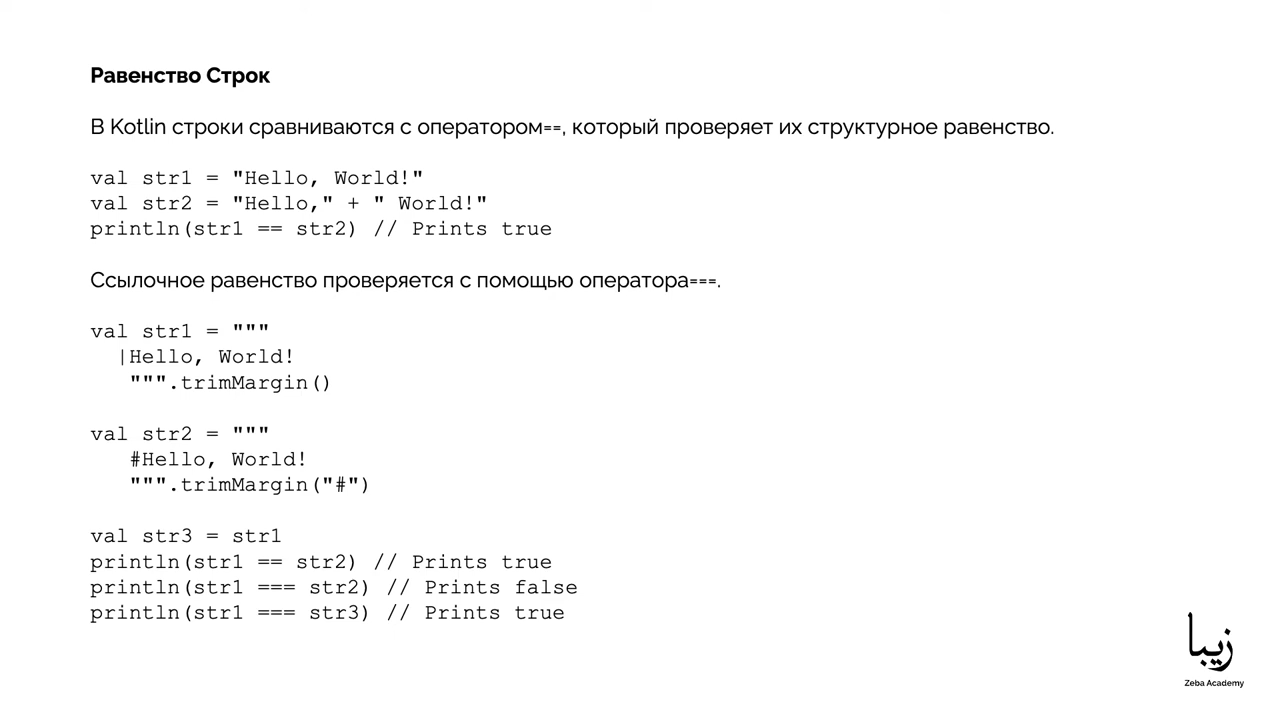 Равенство Строк
В Kotlin строки сравниваются с оператором==, который проверяет их структурное равенство.
val str1 = "Hello, World!"
val str2 = "Hello," + " World!"
println(str1 == str2) // Prints true
Ссылочное равенство проверяется с помощью оператора===.
val str1 = """
  |Hello, World!
   """.trimMargin()
val str2 = """
   #Hello, World!
   """.trimMargin("#")
val str3 = str1
println(str1 == str2) // Prints true
println(str1 === str2) // Prints false
println(str1 === str3) // Prints true
زیبا
Zeba Academy